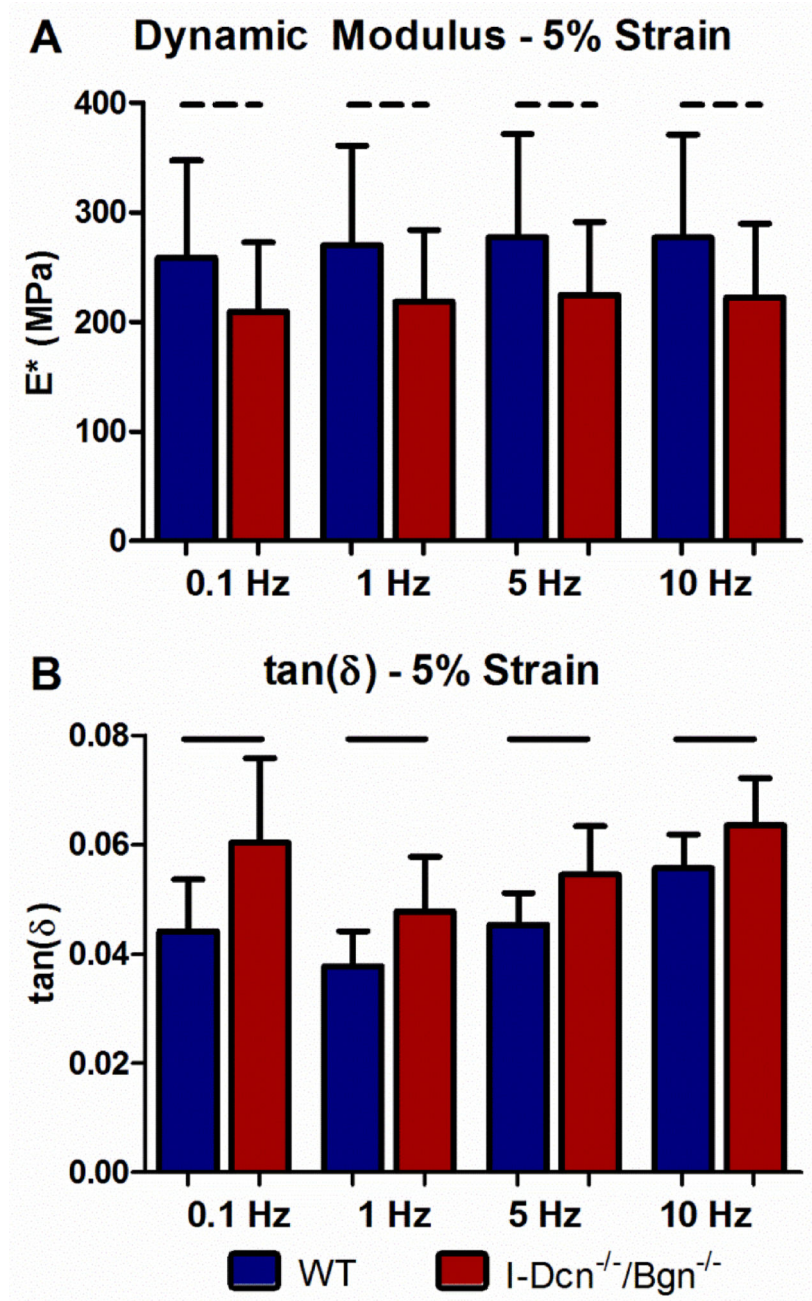 A Dynamic Modulus - 5% Strain
400
300
200
100
0
E* (MPa)
0.1 Hz 1 Hz 5 Hz 10 Hz
B tan(δ) - 5% Strain
0.08
0.06
0.04
0.02
0.00
tan(δ)
0.1 Hz 1 Hz 5 Hz 10 Hz
WT I-Dcn⁻/⁻/Bgn⁻/⁻